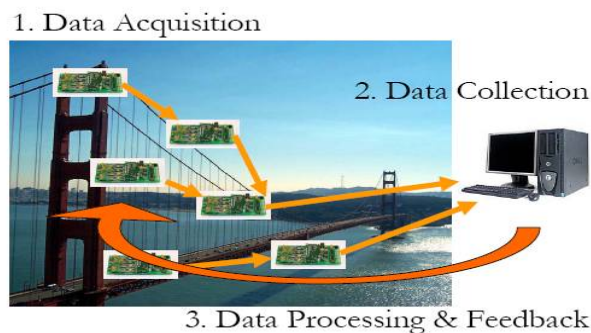 1. Data Acquisition
2. Data Collection
3. Data Processing & Feedback